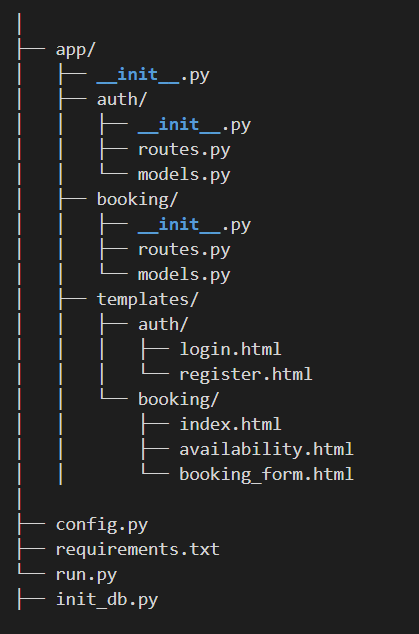 │
├── app/
│   ├── __init__.py
│   ├── auth/
│   │   ├── __init__.py
│   │   ├── routes.py
│   │   └── models.py
│   ├── booking/
│   │   ├── __init__.py
│   │   ├── routes.py
│   │   └── models.py
│   ├── templates/
│   │   ├── auth/
│   │   │   ├── login.html
│   │   │   └── register.html
│   │   └── booking/
│   │       ├── index.html
│   │       ├── availability.html
│   │       └── booking_form.html
│
├── config.py
├── requirements.txt
└── run.py
├── init_db.py